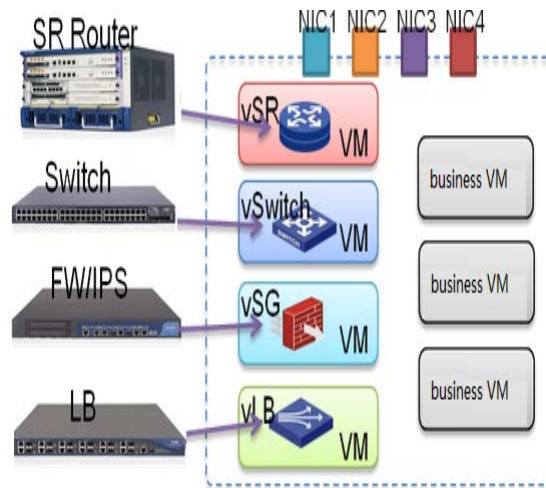 SR Router
NIC1 NIC2 NIC3 NIC4
vSR
VM
business VM
Switch
vSwitch
SWITCH
VM
business VM
FW/IPS
vSG
VM
LB
vLB
VM
business VM